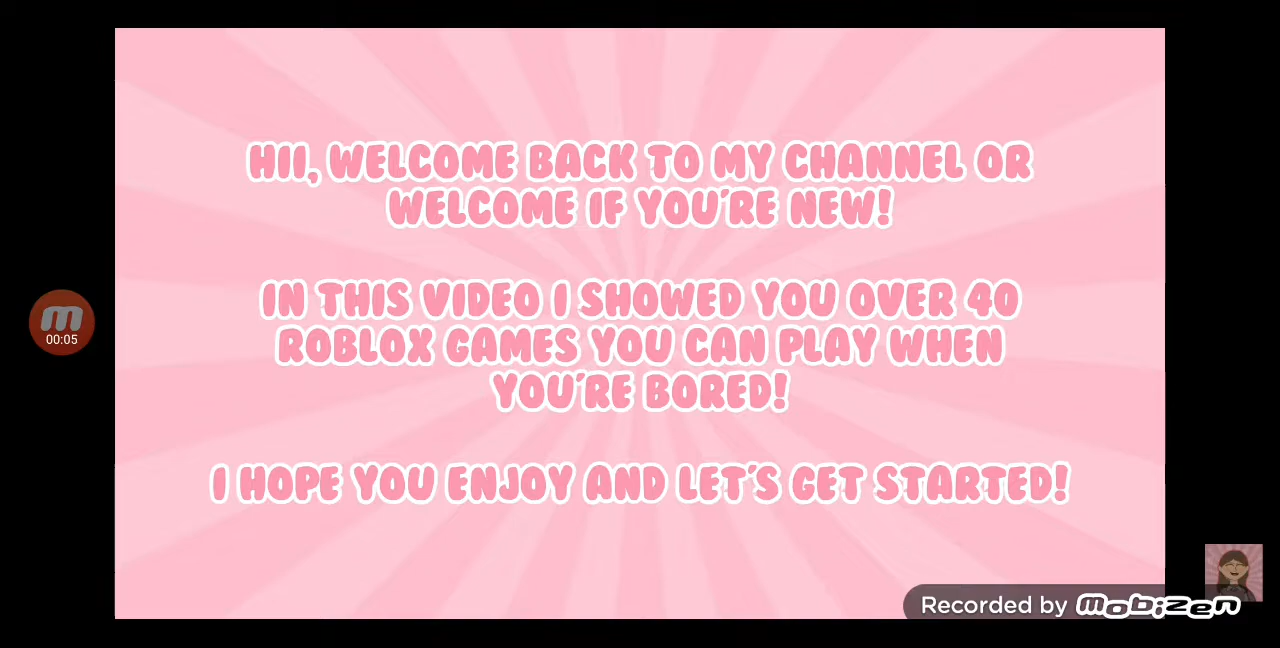 HII, WELCOME BACK TO MY CHANNEL OR
WELCOME IF YOU'RE NEW!
IN THIS VIDEO I SHOWED YOU OVER 40
ROBLOX GAMES YOU CAN PLAY WHEN
YOU'RE BORED!
I HOPE YOU ENJOY AND LET'S GET STARTED!
m
00:05
Recorded by mobizen